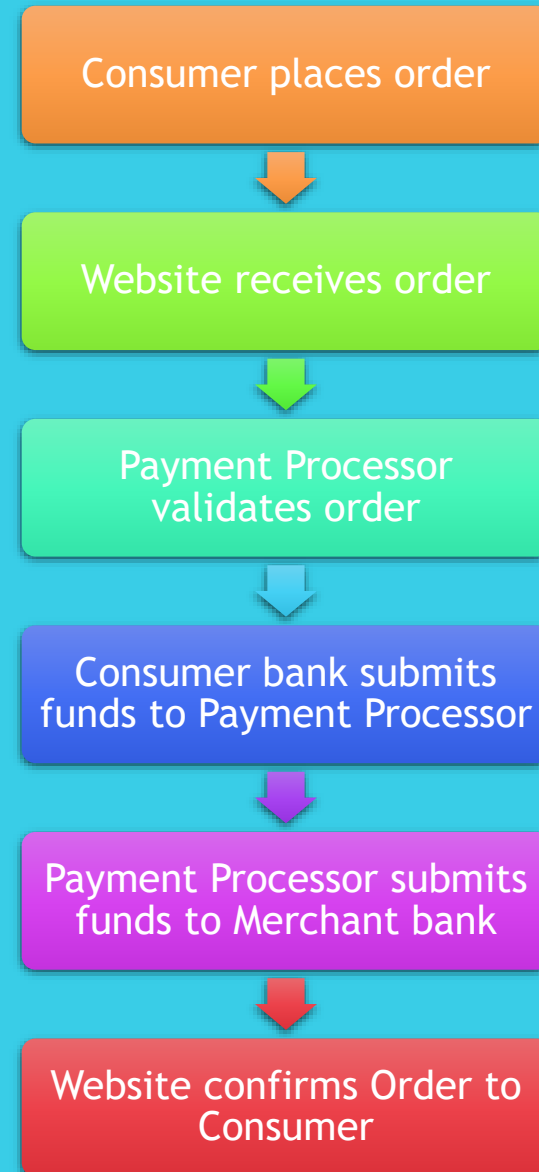 Consumer places order
Website receives order
Payment Processor
validates order
Consumer bank submits
funds to Payment Processor
Payment Processor submits
funds to Merchant bank
Website confirms Order to
Consumer